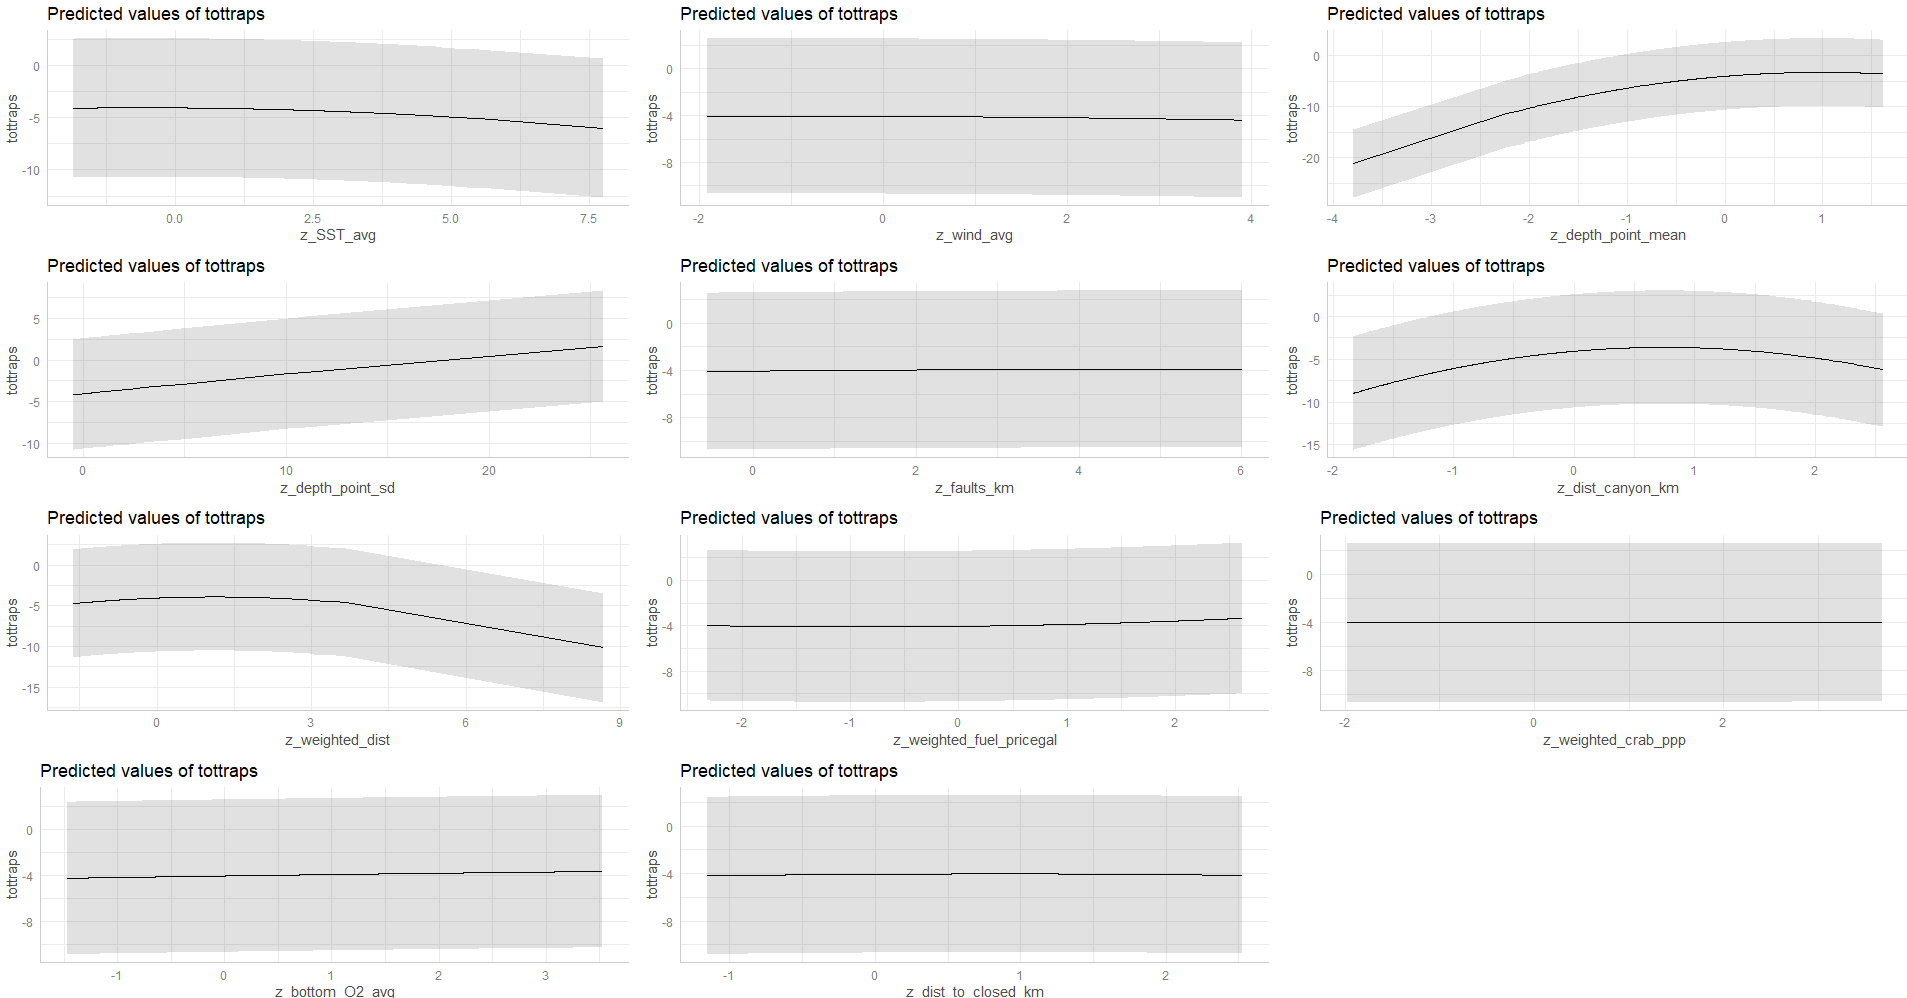 Predicted values of tottraps
tottraps
0
-5
-10
0.0 2.5 5.0 7.5
z_SST_avg
Predicted values of tottraps
tottraps
0
-4
-8
-2 0 2 4
z_wind_avg
Predicted values of tottraps
tottraps
0
-10
-20
-4 -3 -2 -1 0 1
z_depth_point_mean
Predicted values of tottraps
tottraps
5
0
-5
-10
0 10 20
z_depth_point_sd
Predicted values of tottraps
tottraps
0
-4
-8
0 2 4 6
z_faults_km
Predicted values of tottraps
tottraps
0
-5
-10
-15
-2 -1 0 1 2
z_dist_canyon_km
Predicted values of tottraps
tottraps
0
-5
-10
-15
0 3 6 9
z_weighted_dist
Predicted values of tottraps
tottraps
0
-4
-8
-2 -1 0 1 2
z_weighted_fuel_pricegal
Predicted values of tottraps
tottraps
0
-4
-8
-2 0 2
z_weighted_crab_ppp
Predicted values of tottraps
tottraps
0
-4
-8
-1 0 1 2 3
z_bottom_O2_avg
Predicted values of tottraps
tottraps
0
-4
-8
-1 0 1 2
z_dist_to_closed_km